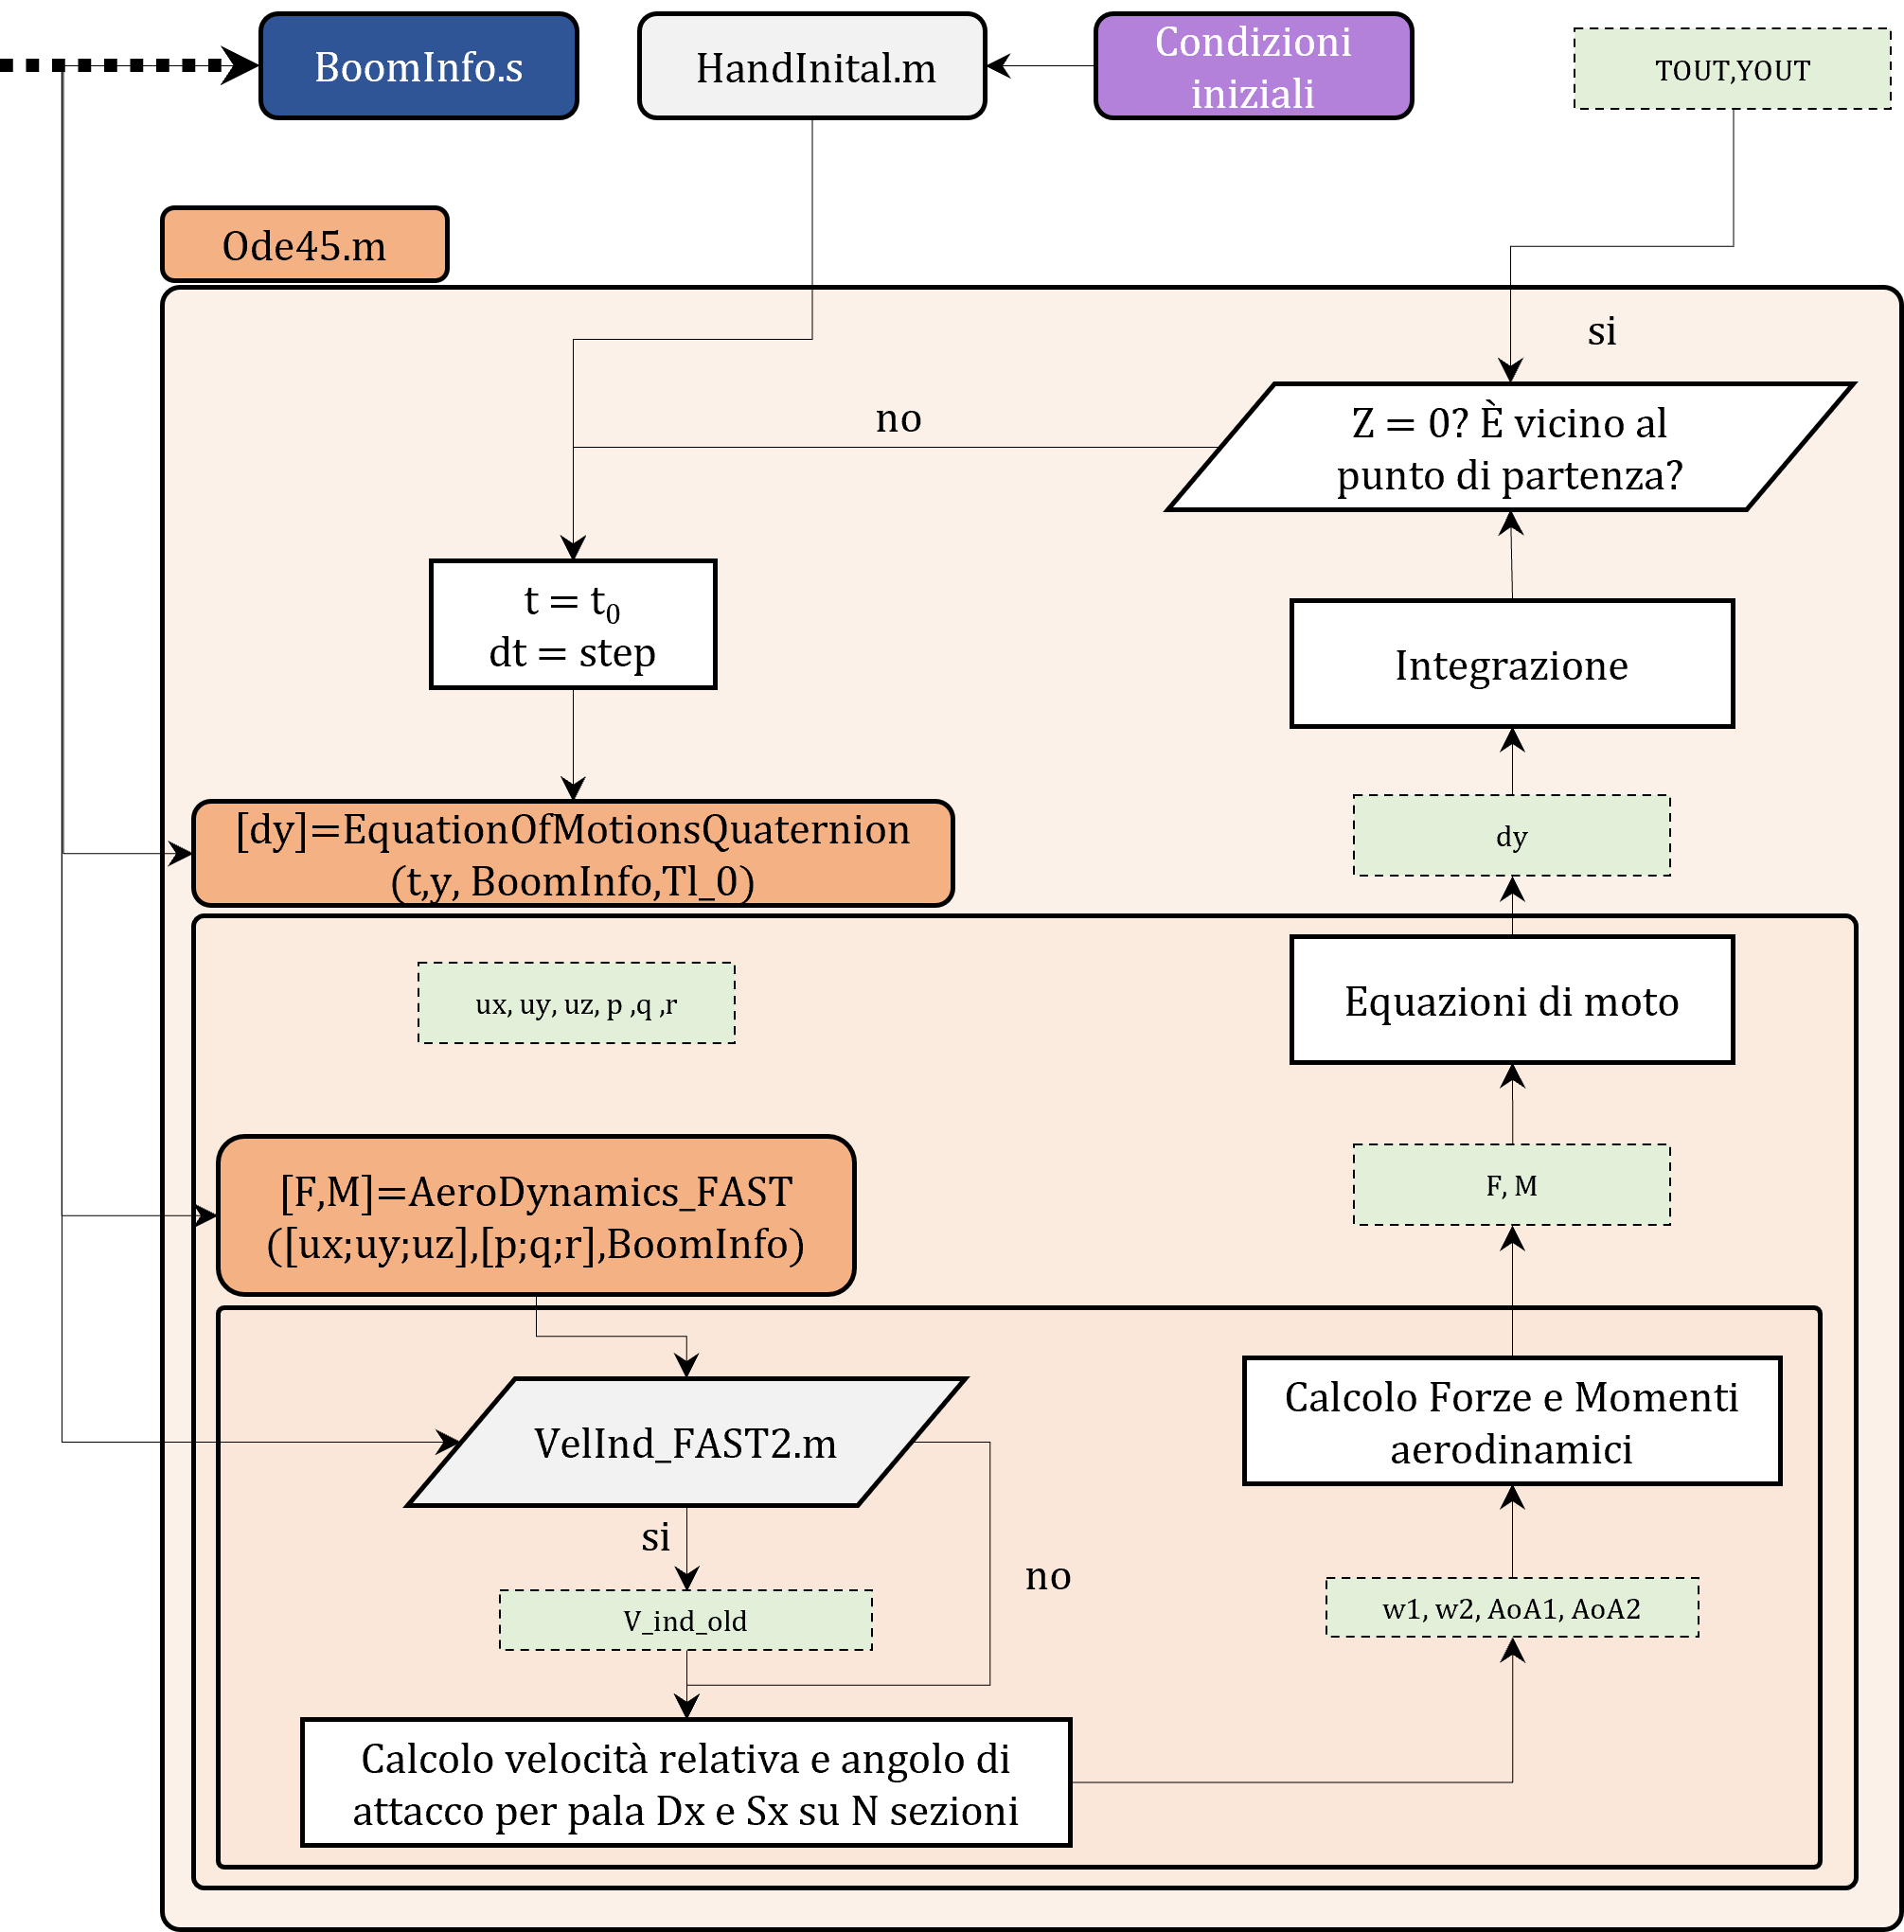 BoomInfo.s
HandInital.m
Condizioni
iniziali
TOUT,YOUT
Ode45.m
si
Z = 0? È vicino al
punto di partenza?
no
t = t0
dt = step
Integrazione
[dy]=EquationOfMotionsQuaternion
(t,y, BoomInfo,Tl_0)
dy
ux, uy, uz, p ,q ,r
Equazioni di moto
[F,M]=AeroDynamics_FAST
([ux;uy;uz],[p;q;r],BoomInfo)
F, M
VelInd_FAST2.m
Calcolo Forze e Momenti
aerodinamici
si
no
V_ind_old
w1, w2, AoA1, AoA2
Calcolo velocità relativa e angolo di
attacco per pala Dx e Sx su N sezioni